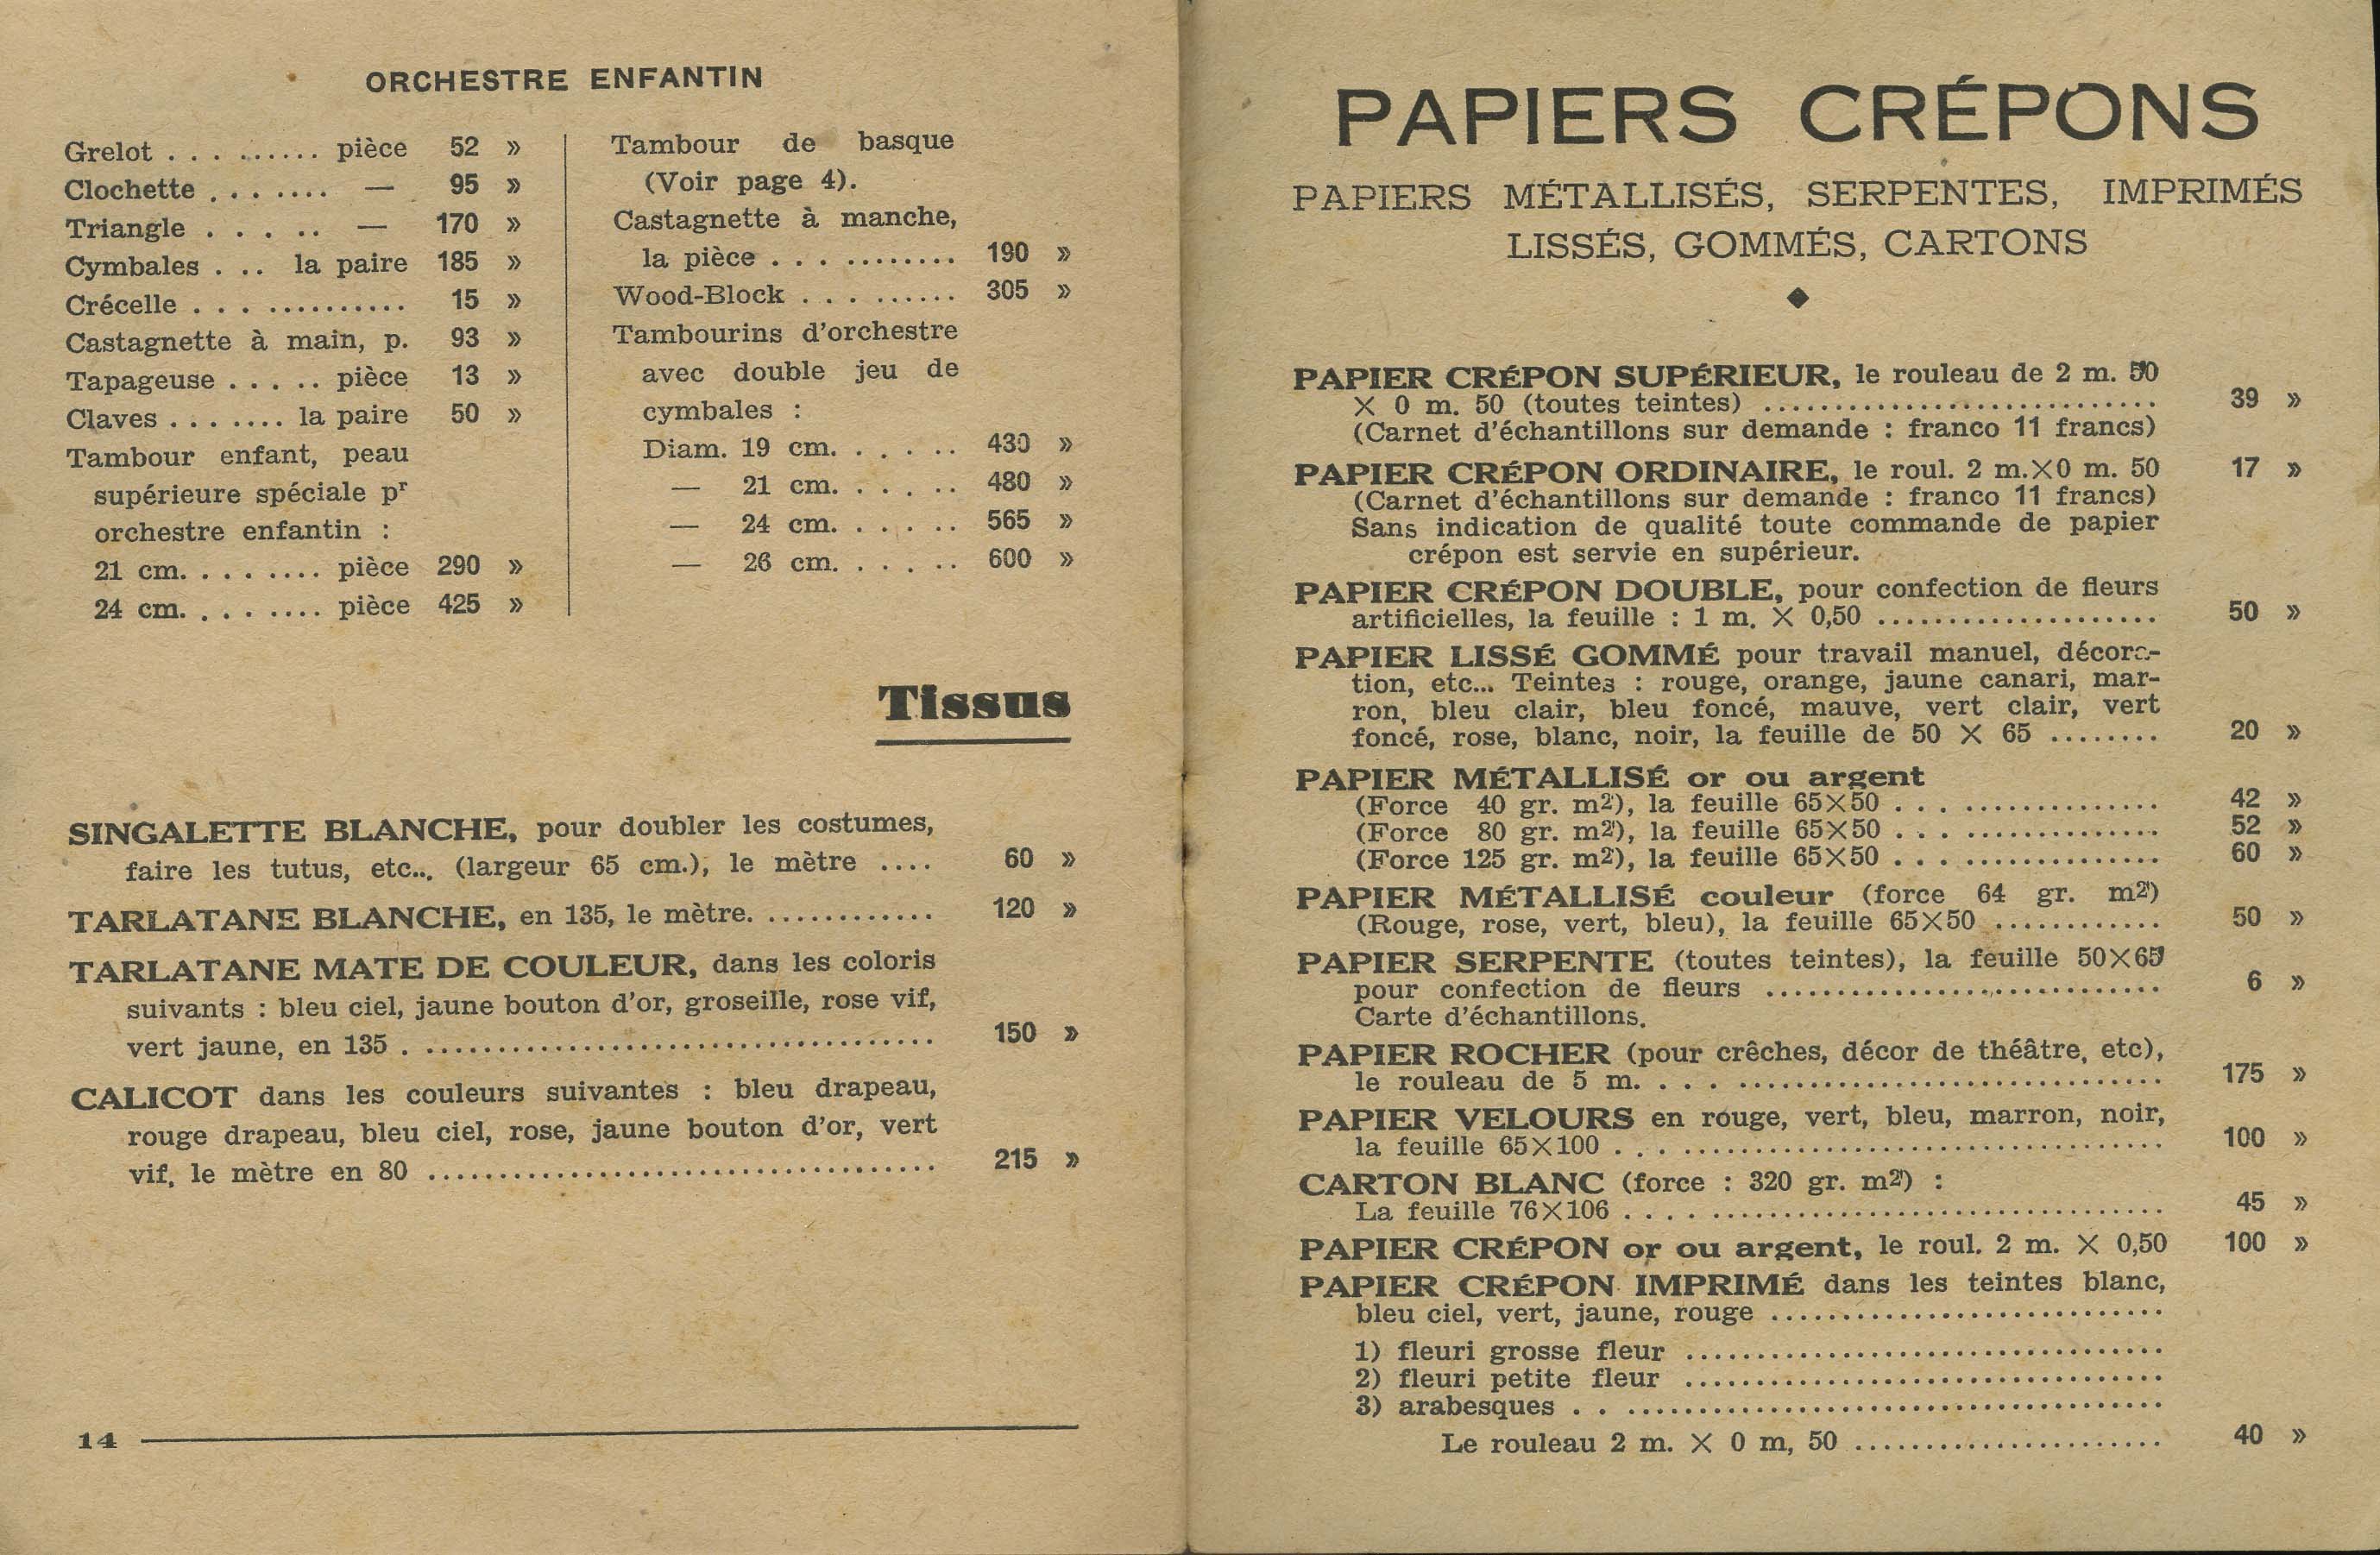 ORCHESTRE ENFANTIN
Grelot . . . ....... pièce 52 »
Clochette . . . .... — 95 »
Triangle . . . . .. — 170 »
Cymbales . .. la paire 185 »
Crécelle . . . .......... 15 »
Castagnette à main, p. 93 »
Tapageuse . . . .. pièce 13 »
Claves . . . .... la paire 50 »
Tambour enfant, peau
supérieure spéciale pʳ
orchestre enfantin :
21 cm. . . . .... pièce 290 »
24 cm. . . . .... pièce 425 »
Tambour de basque
(Voir page 4).
Castagnette à manche,
la pièce . . . ........ 190 »
Wood-Block . . . ...... 305 »
Tambourins d'orchestre
avec double jeu de
cymbales :
Diam. 19 cm. . . . .. 430 »
— 21 cm. . . . .. 480 »
— 24 cm. . . . .. 565 »
— 26 cm. . . . .. 600 »
Tissus
SINGALETTE BLANCHE, pour doubler les costumes,
faire les tutus, etc... (largeur 65 cm.), le mètre .... 60 »
TARLATANE BLANCHE, en 135, le mètre. ............ 120 »
TARLATANE MATE DE COULEUR, dans les coloris
suivants : bleu ciel, jaune bouton d'or, groseille, rose vif,
vert jaune, en 135 . .................................... 150 »
CALICOT dans les couleurs suivantes : bleu drapeau,
rouge drapeau, bleu ciel, rose, jaune bouton d'or, vert
vif, le mètre en 80 .................................... 215 »
14
PAPIERS CRÉPONS
PAPIERS MÉTALLISÉS, SERPENTES, IMPRIMÉS
LISSÉS, GOMMÉS, CARTONS
PAPIER CRÉPON SUPÉRIEUR, le rouleau de 2 m. 50
× 0 m. 50 (toutes teintes) ............................ 39 »
(Carnet d'échantillons sur demande : franco 11 francs)
PAPIER CRÉPON ORDINAIRE, le roul. 2 m.×0 m. 50 17 »
(Carnet d'échantillons sur demande : franco 11 francs)
Sans indication de qualité toute commande de papier
crépon est servie en supérieur.
PAPIER CRÉPON DOUBLE, pour confection de fleurs
artificielles, la feuille : 1 m. × 0,50 .................... 50 »
PAPIER LISSÉ GOMMÉ pour travail manuel, décora-
tion, etc... Teintes : rouge, orange, jaune canari, mar-
ron, bleu clair, bleu foncé, mauve, vert clair, vert
foncé, rose, blanc, noir, la feuille de 50 × 65 ........ 20 »
PAPIER MÉTALLISÉ or ou argent
(Force 40 gr. m2), la feuille 65×50 . . . .............. 42 »
(Force 80 gr. m2), la feuille 65×50 . . . .............. 52 »
(Force 125 gr. m2), la feuille 65×50 . . . .............. 60 »
PAPIER MÉTALLISÉ couleur (force 64 gr. m2)
(Rouge, rose, vert, bleu), la feuille 65×50 ............ 50 »
PAPIER SERPENTE (toutes teintes), la feuille 50×65
pour confection de fleurs ............................ 6 »
Carte d'échantillons.
PAPIER ROCHER (pour crêches, décor de théâtre, etc),
le rouleau de 5 m. . . . .............................. 175 »
PAPIER VELOURS en rouge, vert, bleu, marron, noir,
la feuille 65×100 . . . .................................. 100 »
CARTON BLANC (force : 320 gr. m2) :
La feuille 76×106 . . . . ................................ 45 »
PAPIER CRÉPON or ou argent, le roul. 2 m. × 0,50 100 »
PAPIER CRÉPON IMPRIMÉ dans les teintes blanc,
bleu ciel, vert, jaune, rouge ............................
1) fleuri grosse fleur ..................................
2) fleuri petite fleur ..................................
3) arabesques . . ......................................
Le rouleau 2 m. × 0 m, 50 ...................... 40 »